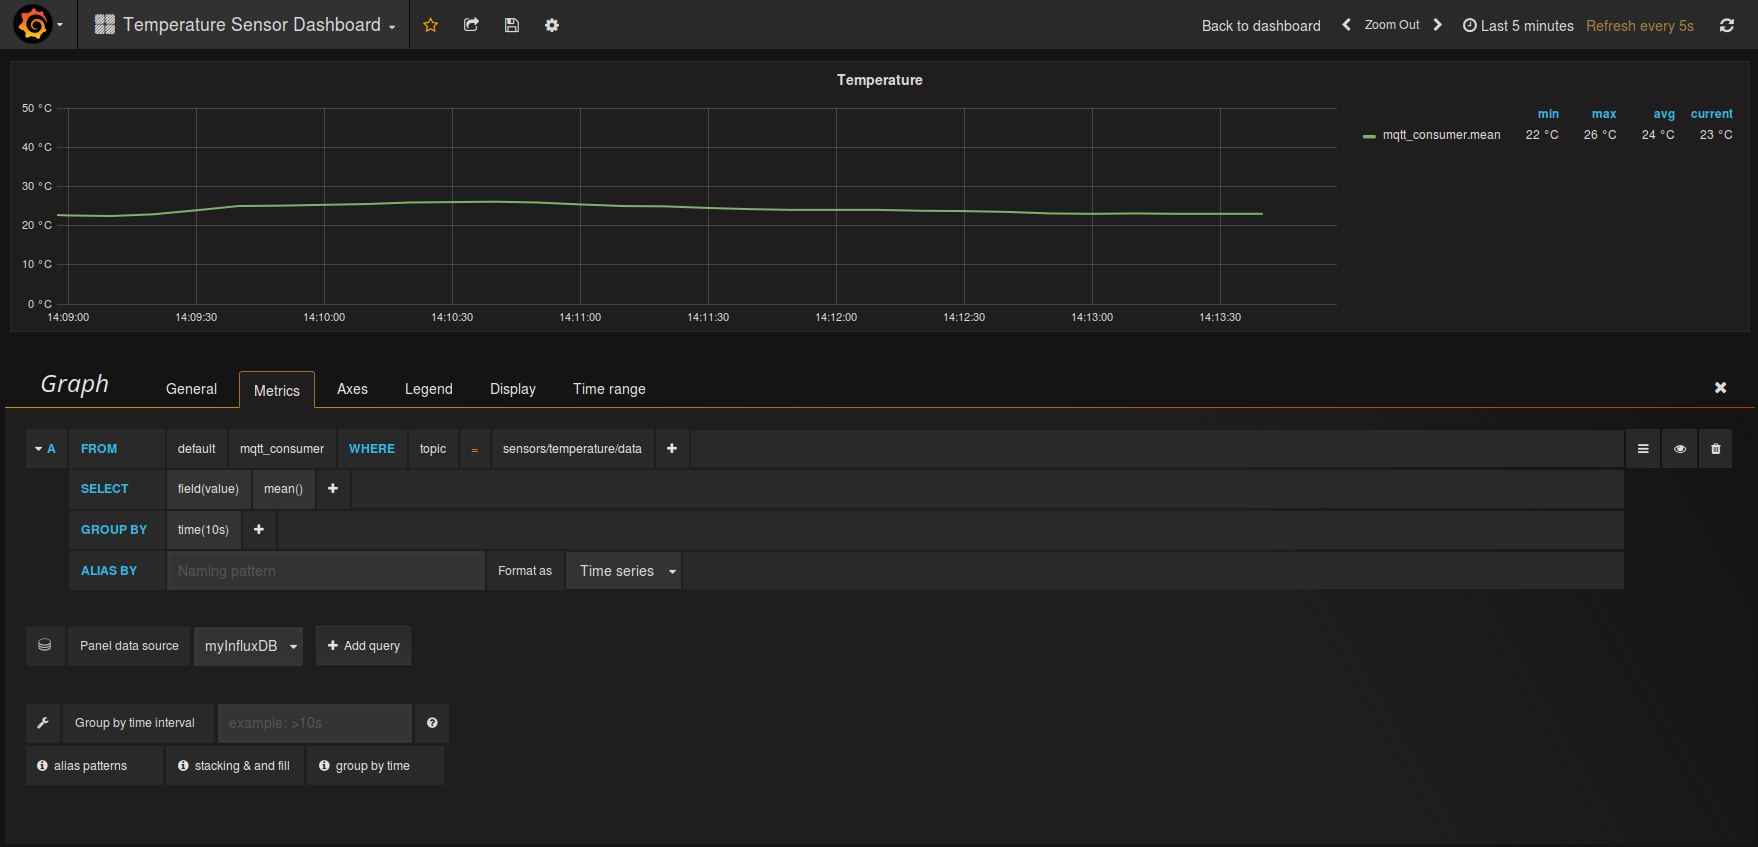 Temperature Sensor Dashboard
Back to dashboard Zoom Out Last 5 minutes Refresh every 5s
Temperature
50 °C
40 °C
30 °C
20 °C
10 °C
0 °C
14:09:00 14:09:30 14:10:00 14:10:30 14:11:00 14:11:30 14:12:00 14:12:30 14:13:00 14:13:30
min max avg current
mqtt_consumer.mean 22 °C 26 °C 24 °C 23 °C
Graph General Metrics Axes Legend Display Time range
A FROM default mqtt_consumer WHERE topic = sensors/temperature/data +
SELECT field(value) mean() +
GROUP BY time(10s) +
ALIAS BY Naming pattern Format as Time series
Panel data source myInfluxDB + Add query
Group by time interval example: >10s
alias patterns stacking & and fill group by time